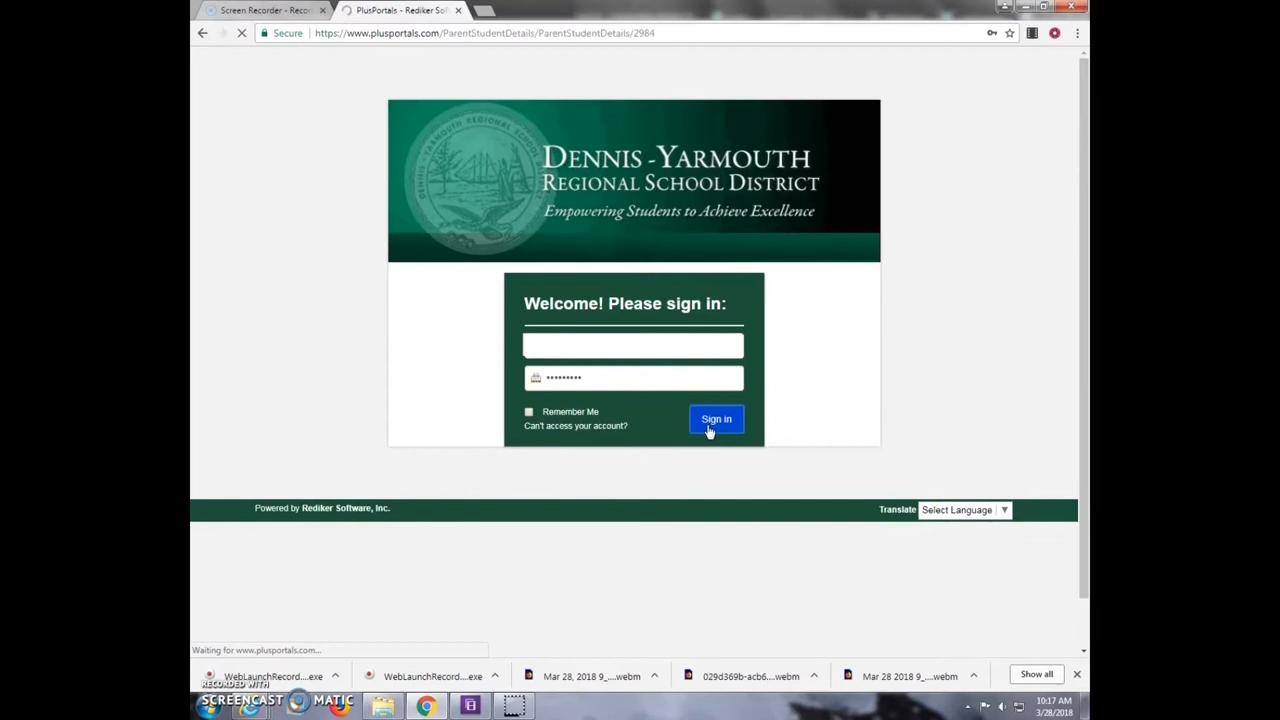 Screen Recorder - Reco
PlusPortals - Rediker Sof
Secure
https://www.plusportals.com/ParentStudentDetails/ParentStudentDetails/2984
DENNIS -YARMOUTH
REGIONAL SCHOOL DISTRICT
Empowering Students to Achieve Excellence
Welcome! Please sign in:
Remember Me
Sign in
Can't access your account?
Powered by Rediker Software, Inc.
Translate
Select Language
Waiting for www.plusportals.com...
WebLaunchRecord....exe
WebLaunchRecord....exe
Mar 28, 2018 9_....webm
029d369b-acb6....webm
Mar 28 2018 9_....webm
Show all
RECORDED WITH
SCREENCAST MATIC
10:17 AM
3/28/2018